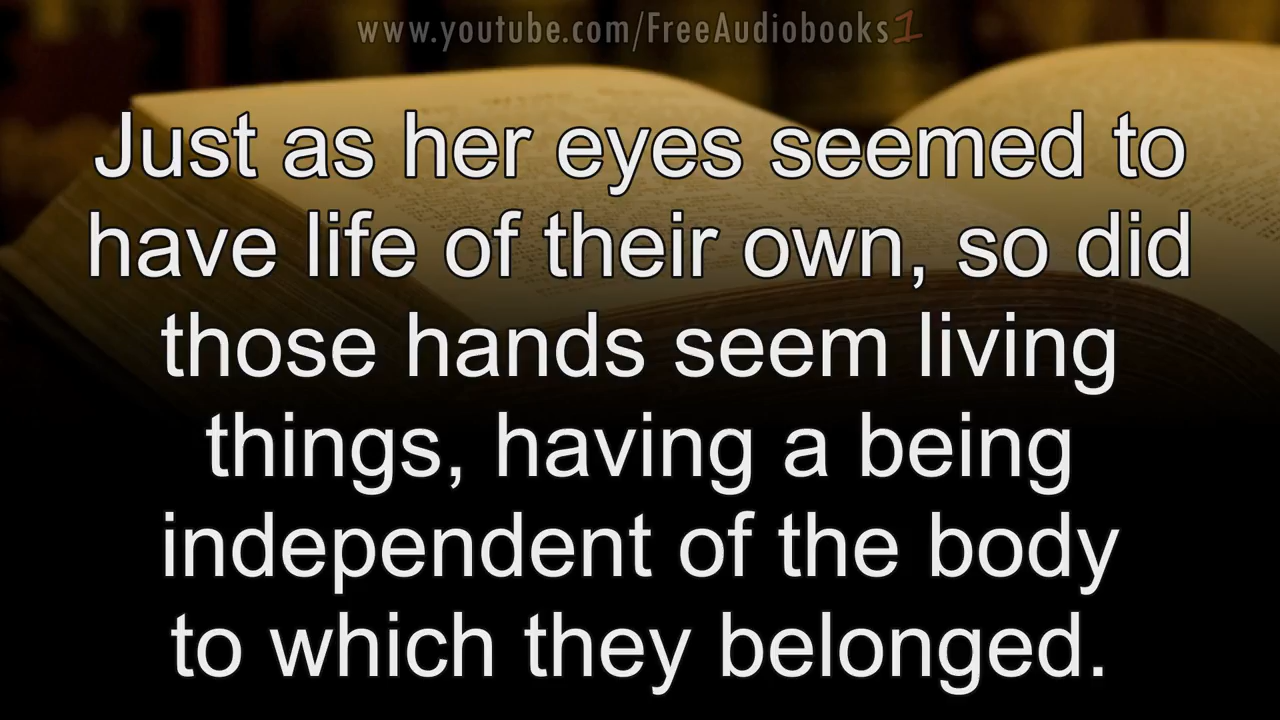 www.youtube.com/FreeAudiobooks1
Just as her eyes seemed to
have life of their own, so did
those hands seem living
things, having a being
independent of the body
to which they belonged.